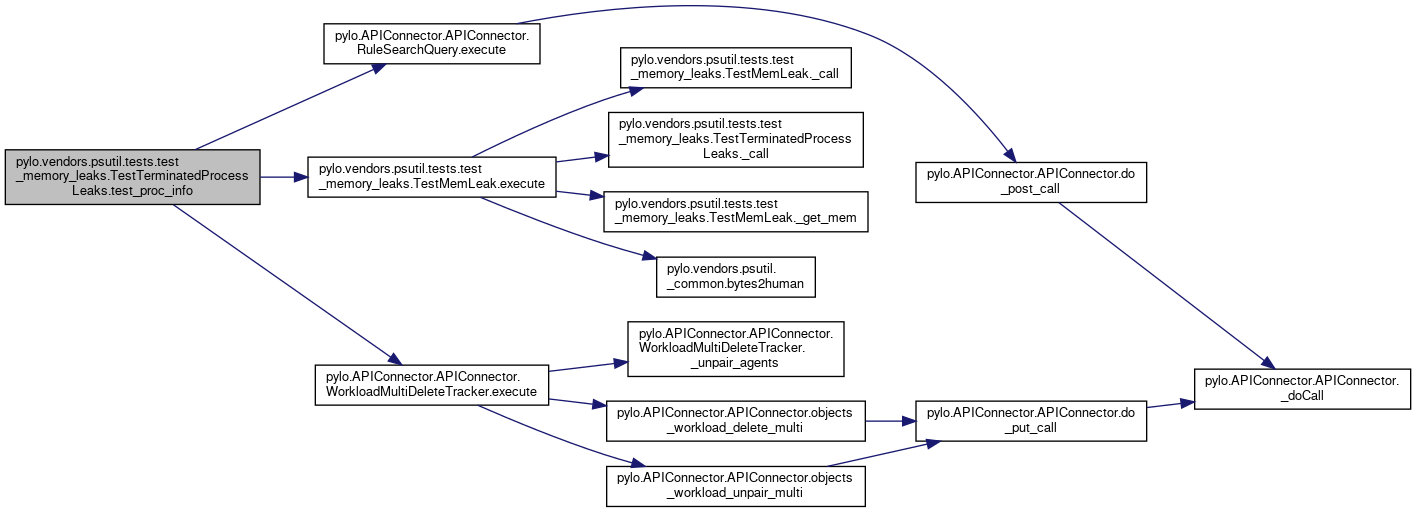 pylo.vendors.psutil.tests.test
_memory_leaks.TestTerminatedProcess
Leaks.test_proc_info
pylo.APIConnector.APIConnector.
RuleSearchQuery.execute
pylo.vendors.psutil.tests.test
_memory_leaks.TestMemLeak.execute
pylo.APIConnector.APIConnector.
WorkloadMultiDeleteTracker.execute
pylo.vendors.psutil.tests.test
_memory_leaks.TestMemLeak._call
pylo.vendors.psutil.tests.test
_memory_leaks.TestTerminatedProcess
Leaks._call
pylo.vendors.psutil.tests.test
_memory_leaks.TestMemLeak._get_mem
pylo.vendors.psutil.
_common.bytes2human
pylo.APIConnector.APIConnector.
WorkloadMultiDeleteTracker.
_unpair_agents
pylo.APIConnector.APIConnector.objects
_workload_delete_multi
pylo.APIConnector.APIConnector.objects
_workload_unpair_multi
pylo.APIConnector.APIConnector.do
_post_call
pylo.APIConnector.APIConnector.do
_put_call
pylo.APIConnector.APIConnector.
_doCall